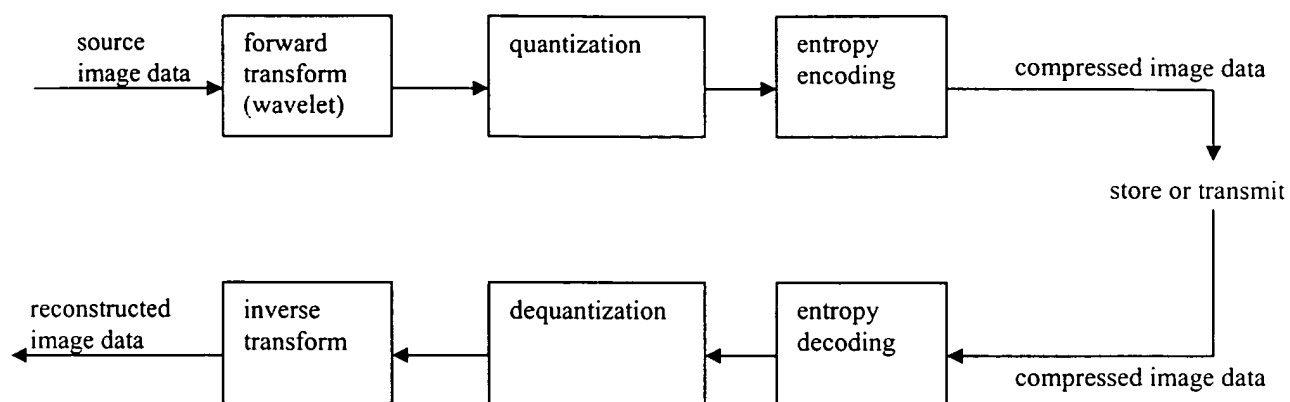 source
image data
forward
transform
(wavelet)
quantization
entropy
encoding
compressed image data
store or transmit
reconstructed
image data
inverse
transform
dequantization
entropy
decoding
compressed image data